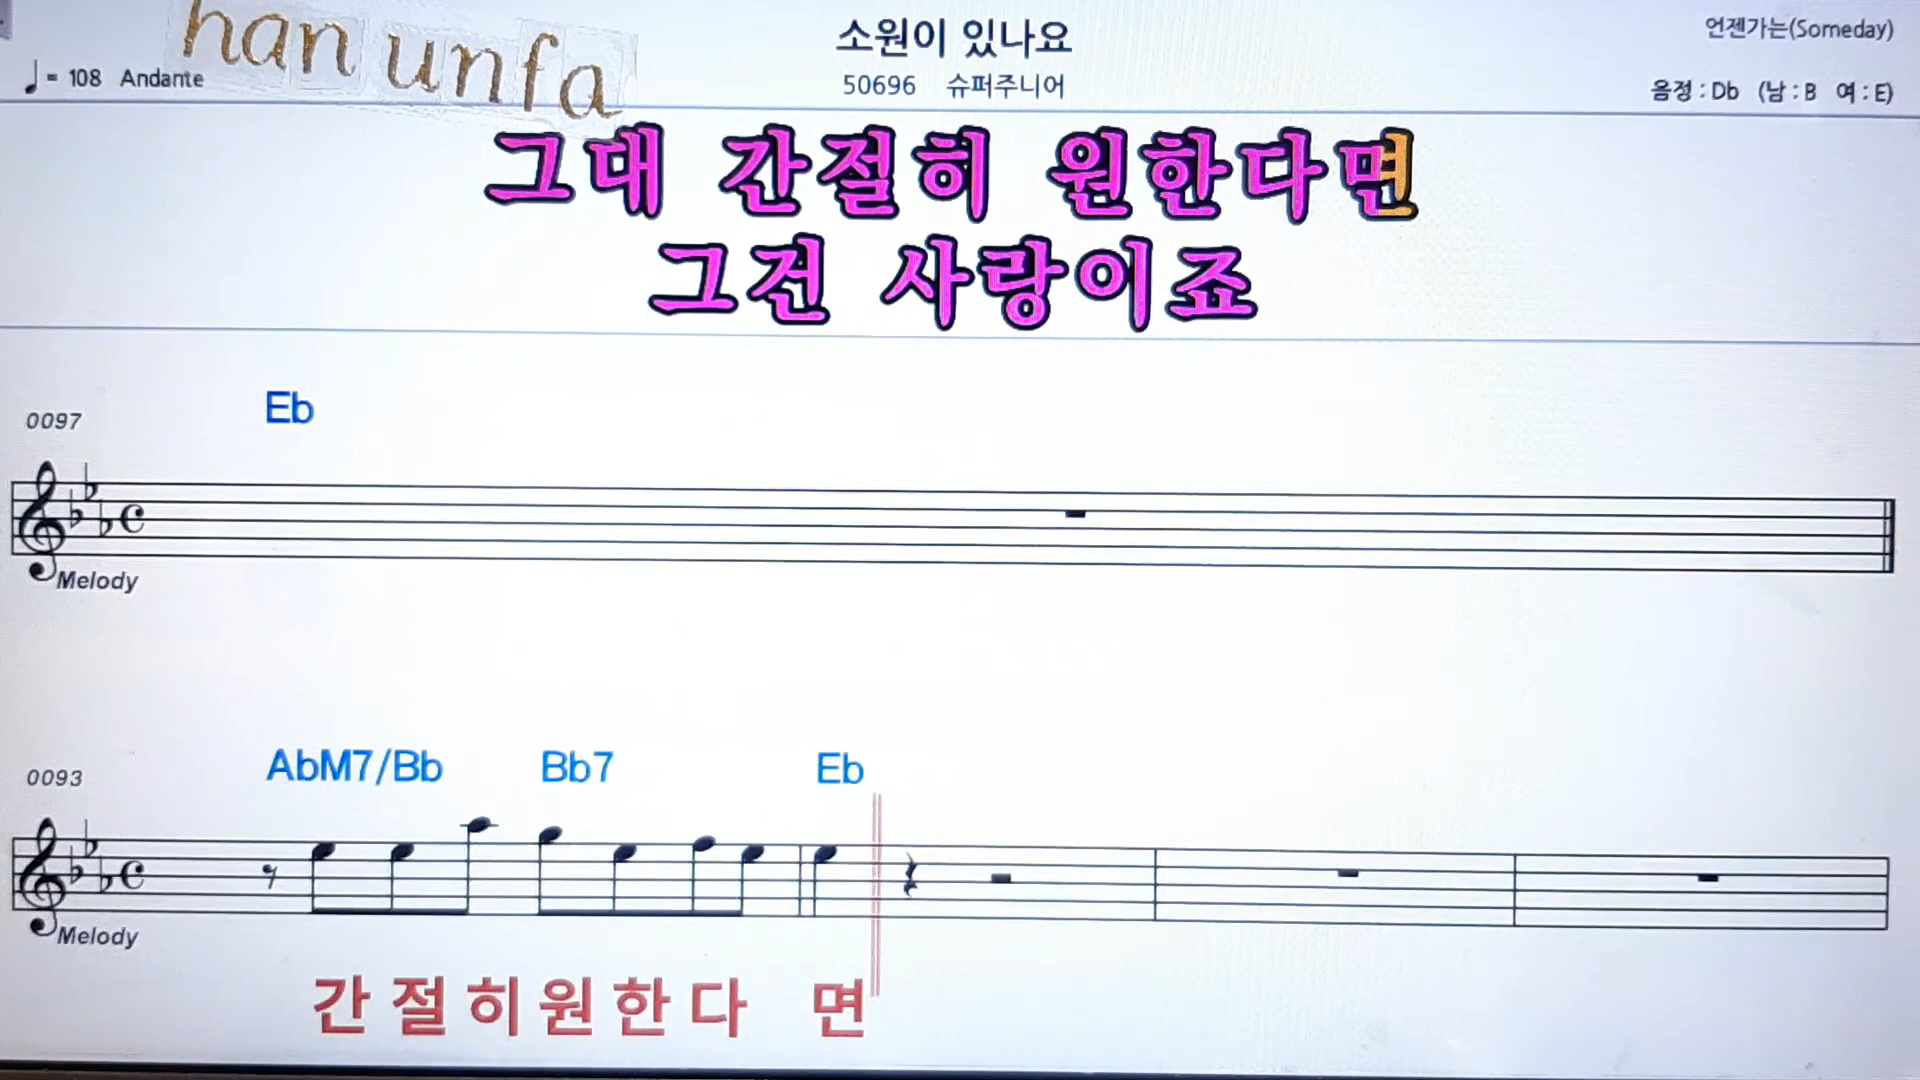 han unfa
소원이 있나요
언젠가는(Someday)
♩= 108 Andante
50696 슈퍼주니어
음정 : Db (남 : B 여 : E)
그대 간절히 원한다면
그건 사랑이죠
Eb
0097
Melody
AbM7/Bb Bb7 Eb
0093
Melody
간절히원한다 면